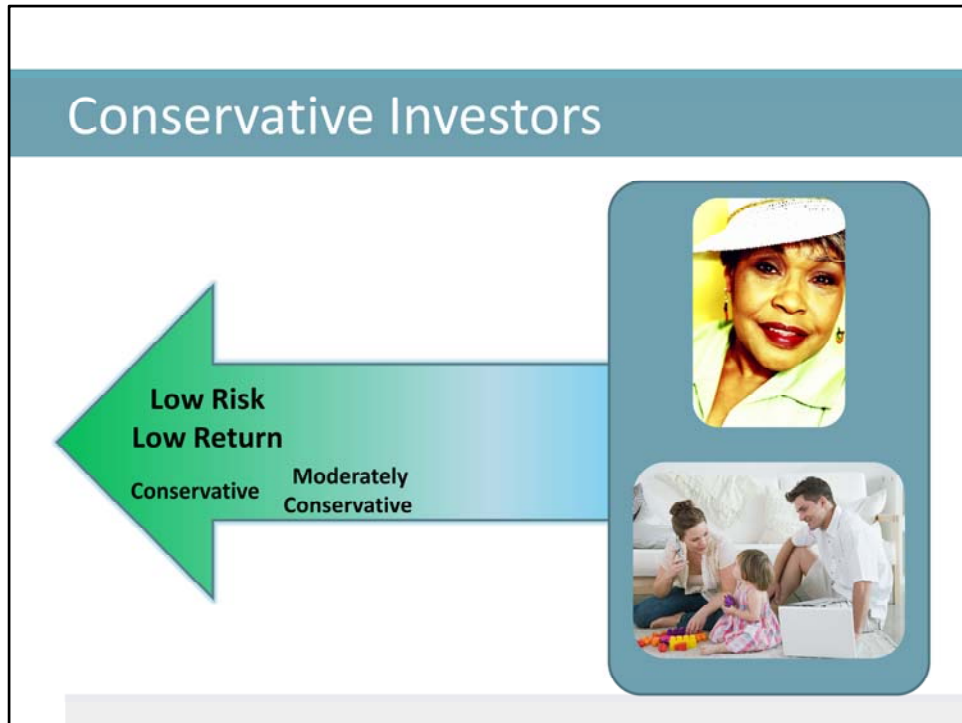 Conservative Investors
Low Risk
Low Return
Conservative
Moderately
Conservative